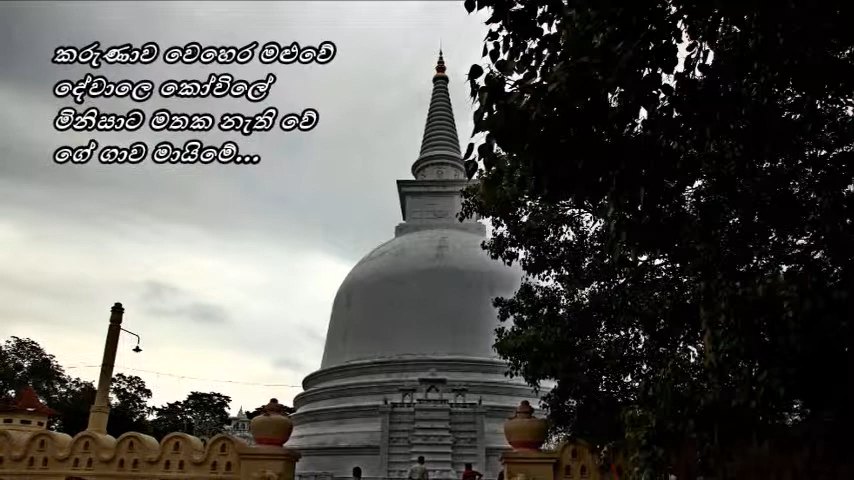 කරුණාව වෙහෙර මළුවේ
දේවාලෙ කෝවිලේ
මිනිසාට මතක නැති වේ
ගේ ගාව මායිමේ...